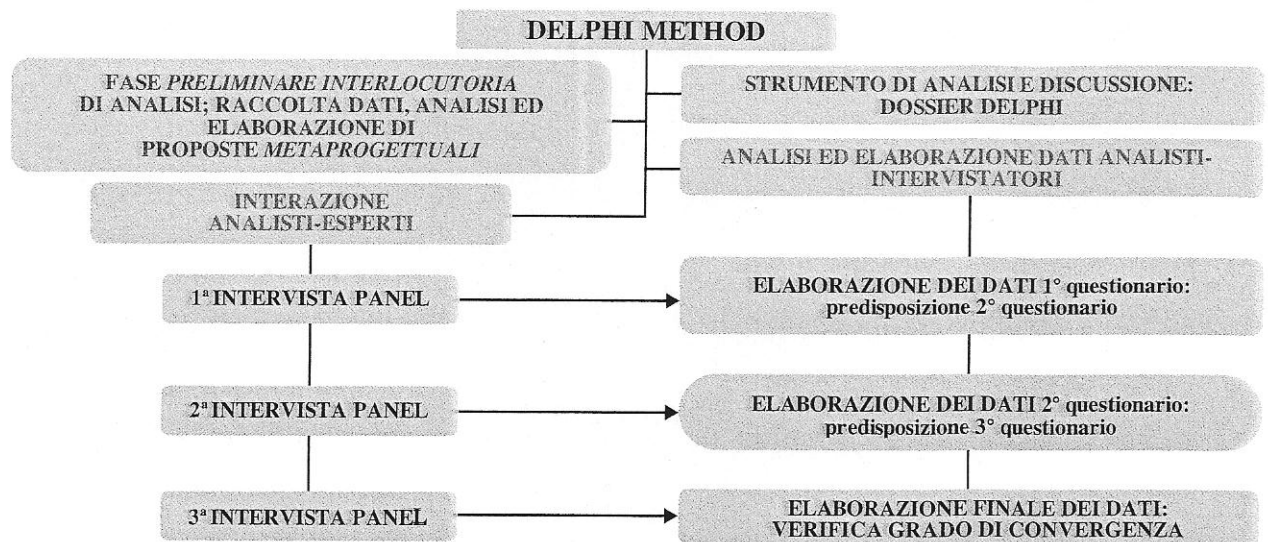 DELPHI METHOD
FASE PRELIMINARE INTERLOCUTORIA
DI ANALISI; RACCOLTA DATI, ANALISI ED
ELABORAZIONE DI
PROPOSTE METAPROGETTUALI
STRUMENTO DI ANALISI E DISCUSSIONE:
DOSSIER DELPHI
ANALISI ED ELABORAZIONE DATI ANALISTI-
INTERVISTATORI
INTERAZIONE
ANALISTI-ESPERTI
1ª INTERVISTA PANEL
ELABORAZIONE DEI DATI 1° questionario:
predisposizione 2° questionario
2ª INTERVISTA PANEL
ELABORAZIONE DEI DATI 2° questionario:
predisposizione 3° questionario
3ª INTERVISTA PANEL
ELABORAZIONE FINALE DEI DATI:
VERIFICA GRADO DI CONVERGENZA